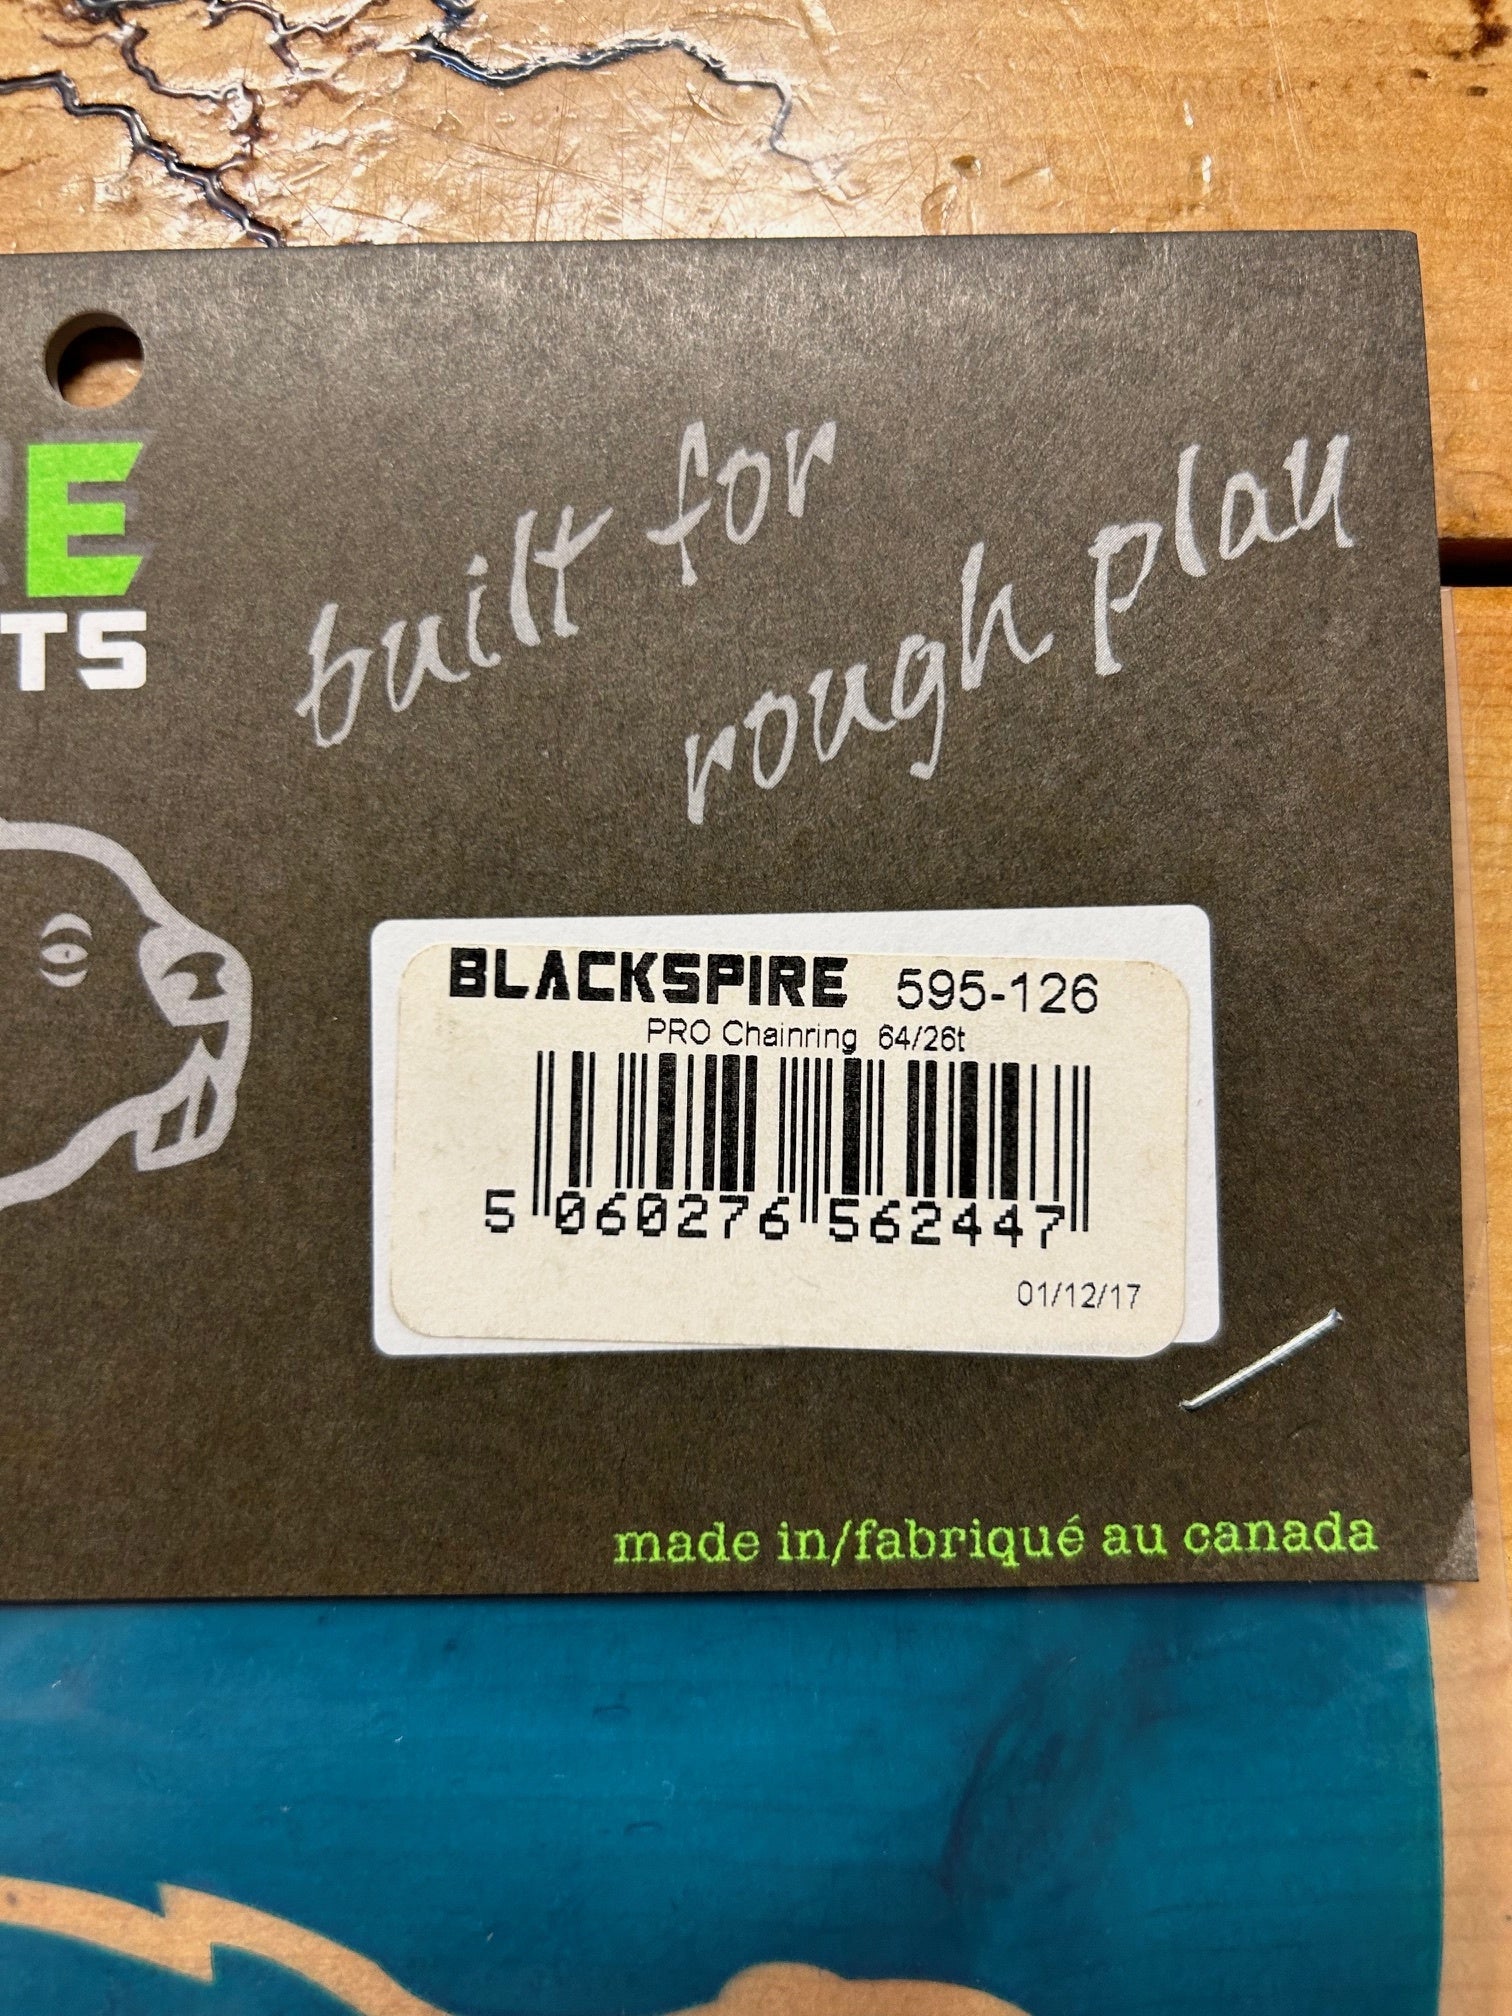 E
TS
built for
rough play
BLACKSPIRE 595-126
PRO Chainring 64/26t
5 060276 562447
01/12/17
made in/fabriqué au canada